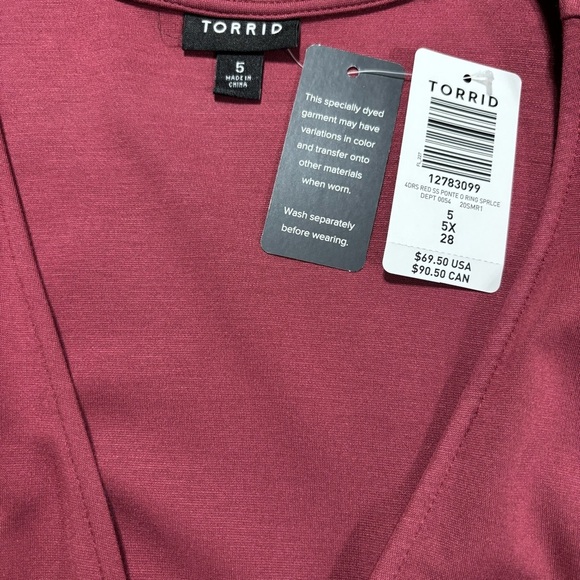 TORRID
5
MADE IN
CHINA
This specially dyed
garment may have
variations in color
and transfer onto
other materials
when worn.
Wash separately
before wearing.
TORRID
12783099
4DRS RED SS PONTE O RING SPRLCE
DEPT 0054 20SMR1
5
5X
28
$69.50 USA
$90.50 CAN